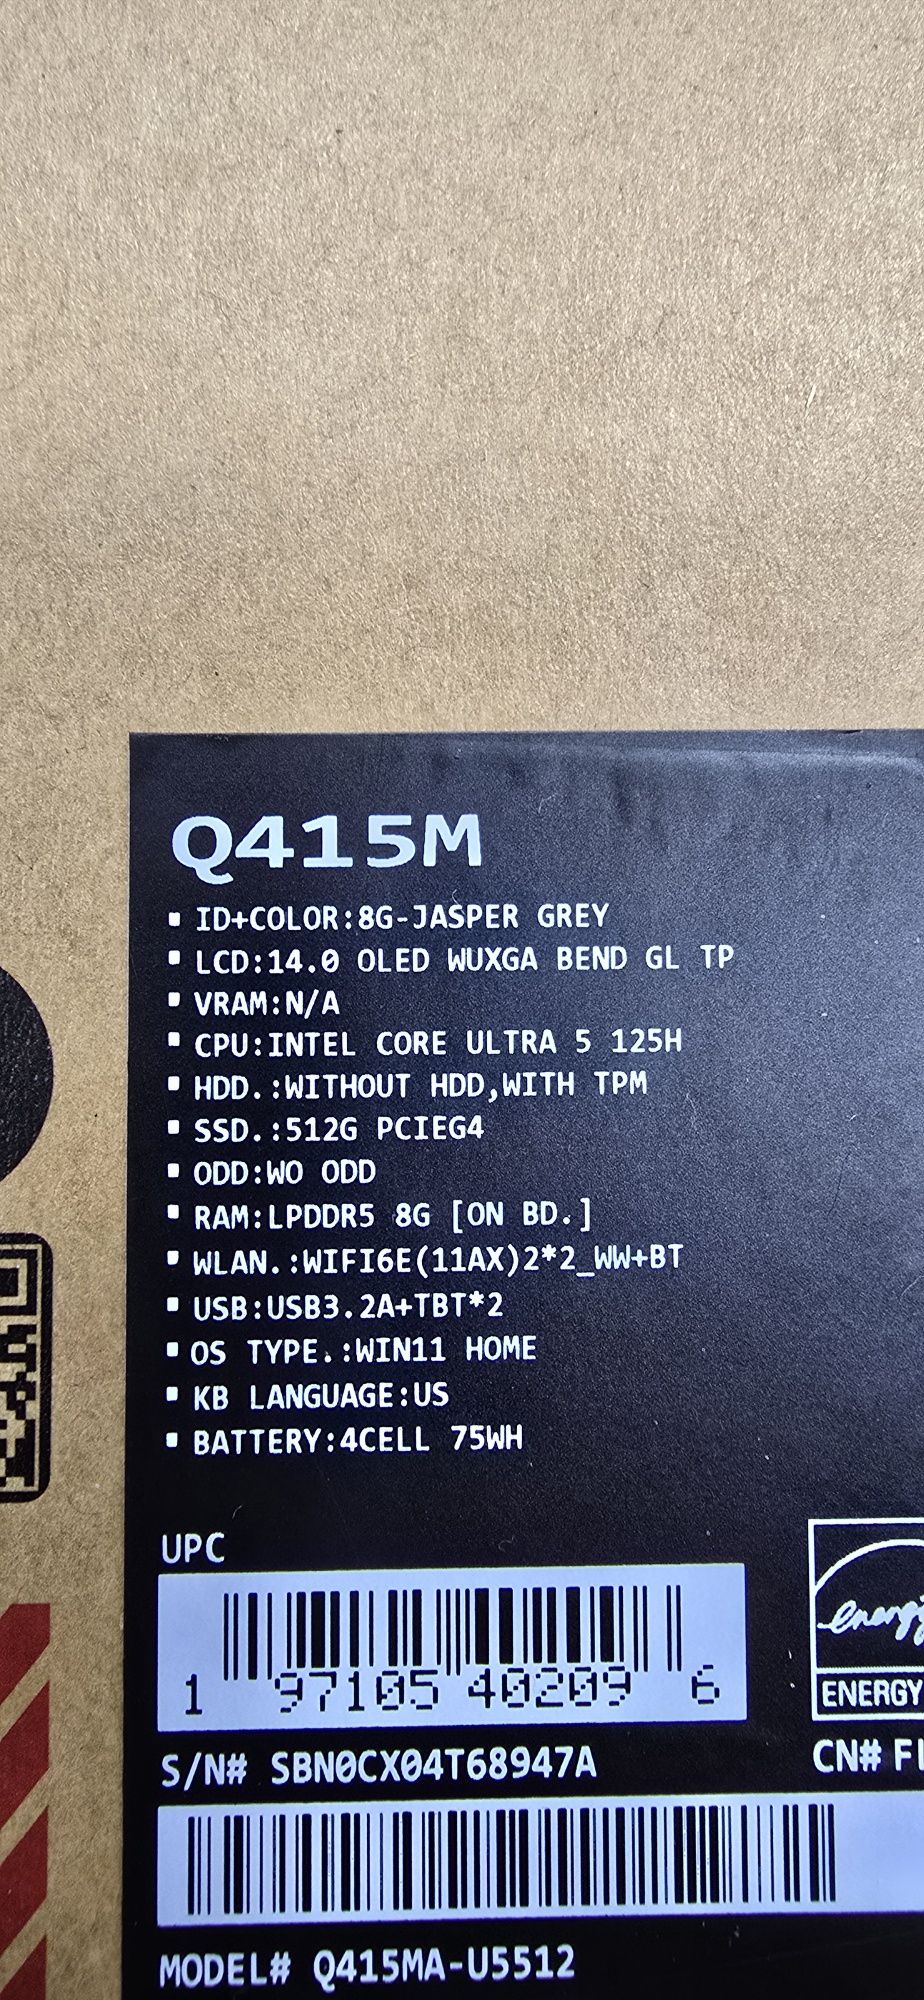 Q415M
▪ ID+COLOR:8G-JASPER GREY
▪ LCD:14.0 OLED WUXGA BEND GL TP
▪ VRAM:N/A
▪ CPU:INTEL CORE ULTRA 5 125H
▪ HDD.:WITHOUT HDD,WITH TPM
▪ SSD.:512G PCIEG4
▪ ODD:WO ODD
▪ RAM:LPDDR5 8G [ON BD.]
▪ WLAN.:WIFI6E(11AX)2*2_WW+BT
▪ USB:USB3.2A+TBT*2
▪ OS TYPE.:WIN11 HOME
▪ KB LANGUAGE:US
▪ BATTERY:4CELL 75WH
UPC
1 97105 40209 6
energy
ENERGY
S/N# SBN0CX04T68947A
CN#
MODEL# Q415MA-U5512